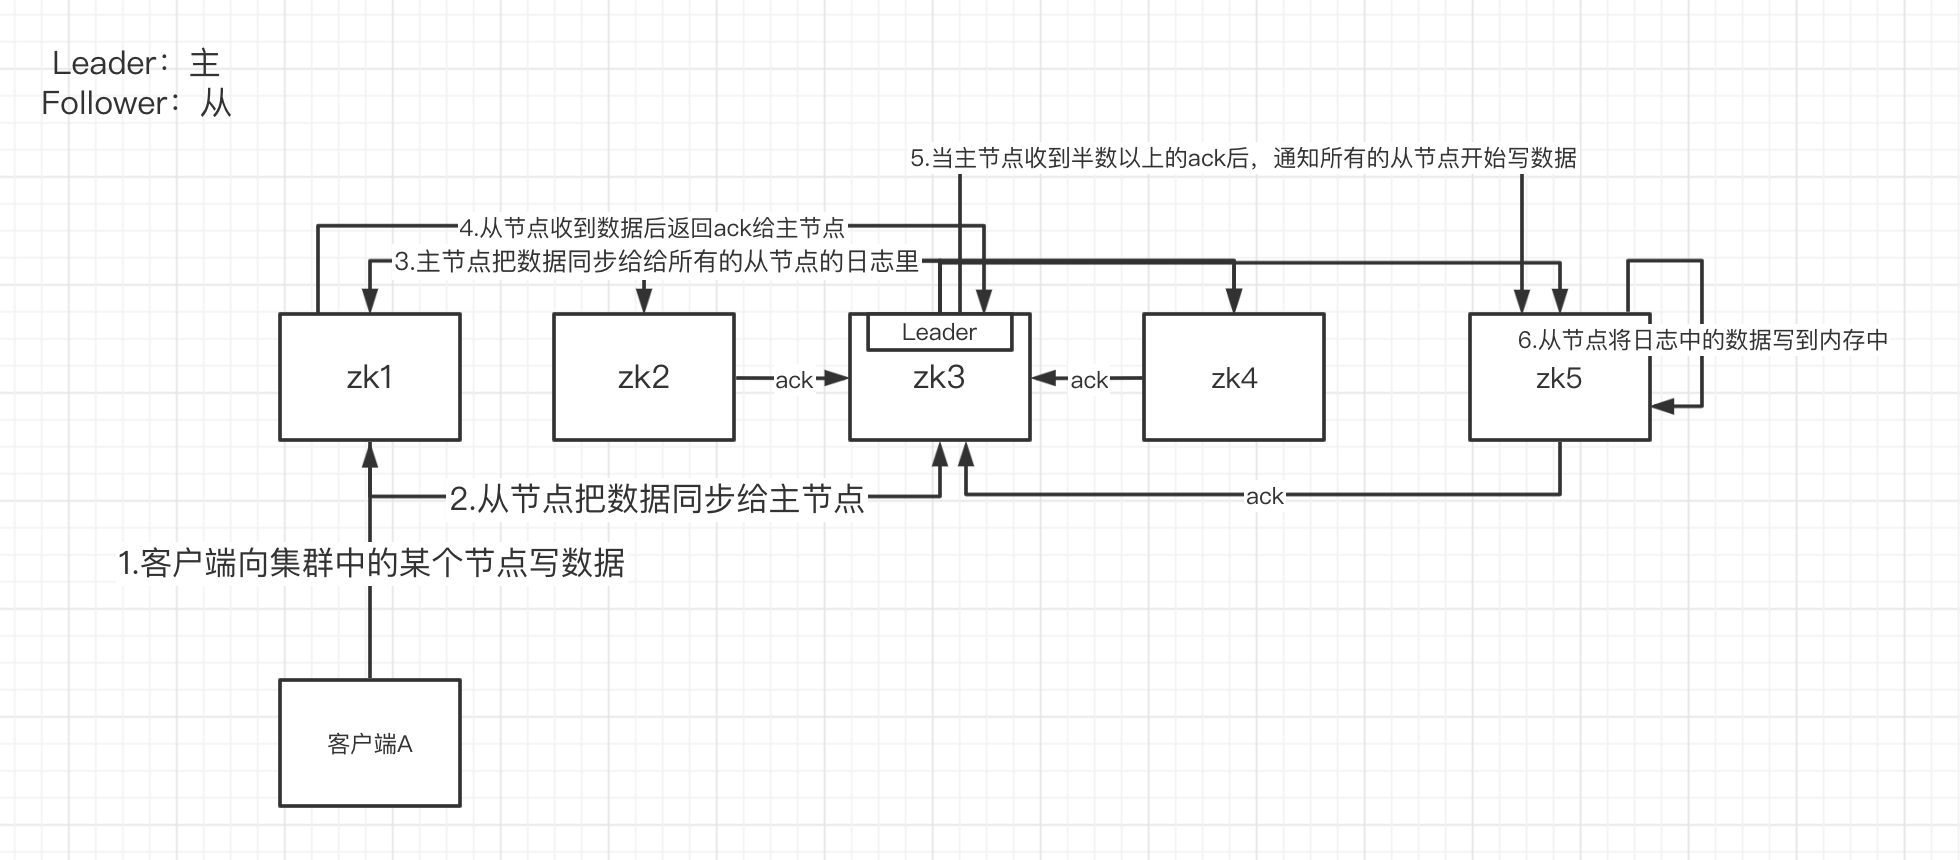 Leader：主
Follower：从
5.当主节点收到半数以上的ack后，通知所有的从节点开始写数据
4.从节点收到数据后返回ack给主节点
3.主节点把数据同步给给所有的从节点的日志里
Leader
6.从节点将日志中的数据写到内存中
zk1
zk2
ack
zk3
ack
zk4
zk5
2.从节点把数据同步给主节点
ack
1.客户端向集群中的某个节点写数据
客户端A